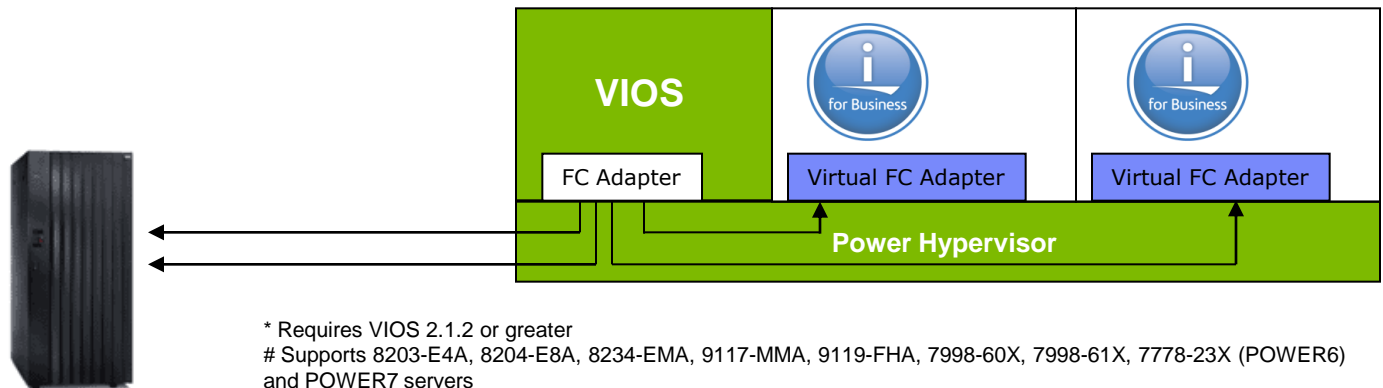 VIOS
i
for Business
i
for Business
FC Adapter
Virtual FC Adapter
Virtual FC Adapter
Power Hypervisor
* Requires VIOS 2.1.2 or greater
# Supports 8203-E4A, 8204-E8A, 8234-EMA, 9117-MMA, 9119-FHA, 7998-60X, 7998-61X, 7778-23X (POWER6)
and POWER7 servers